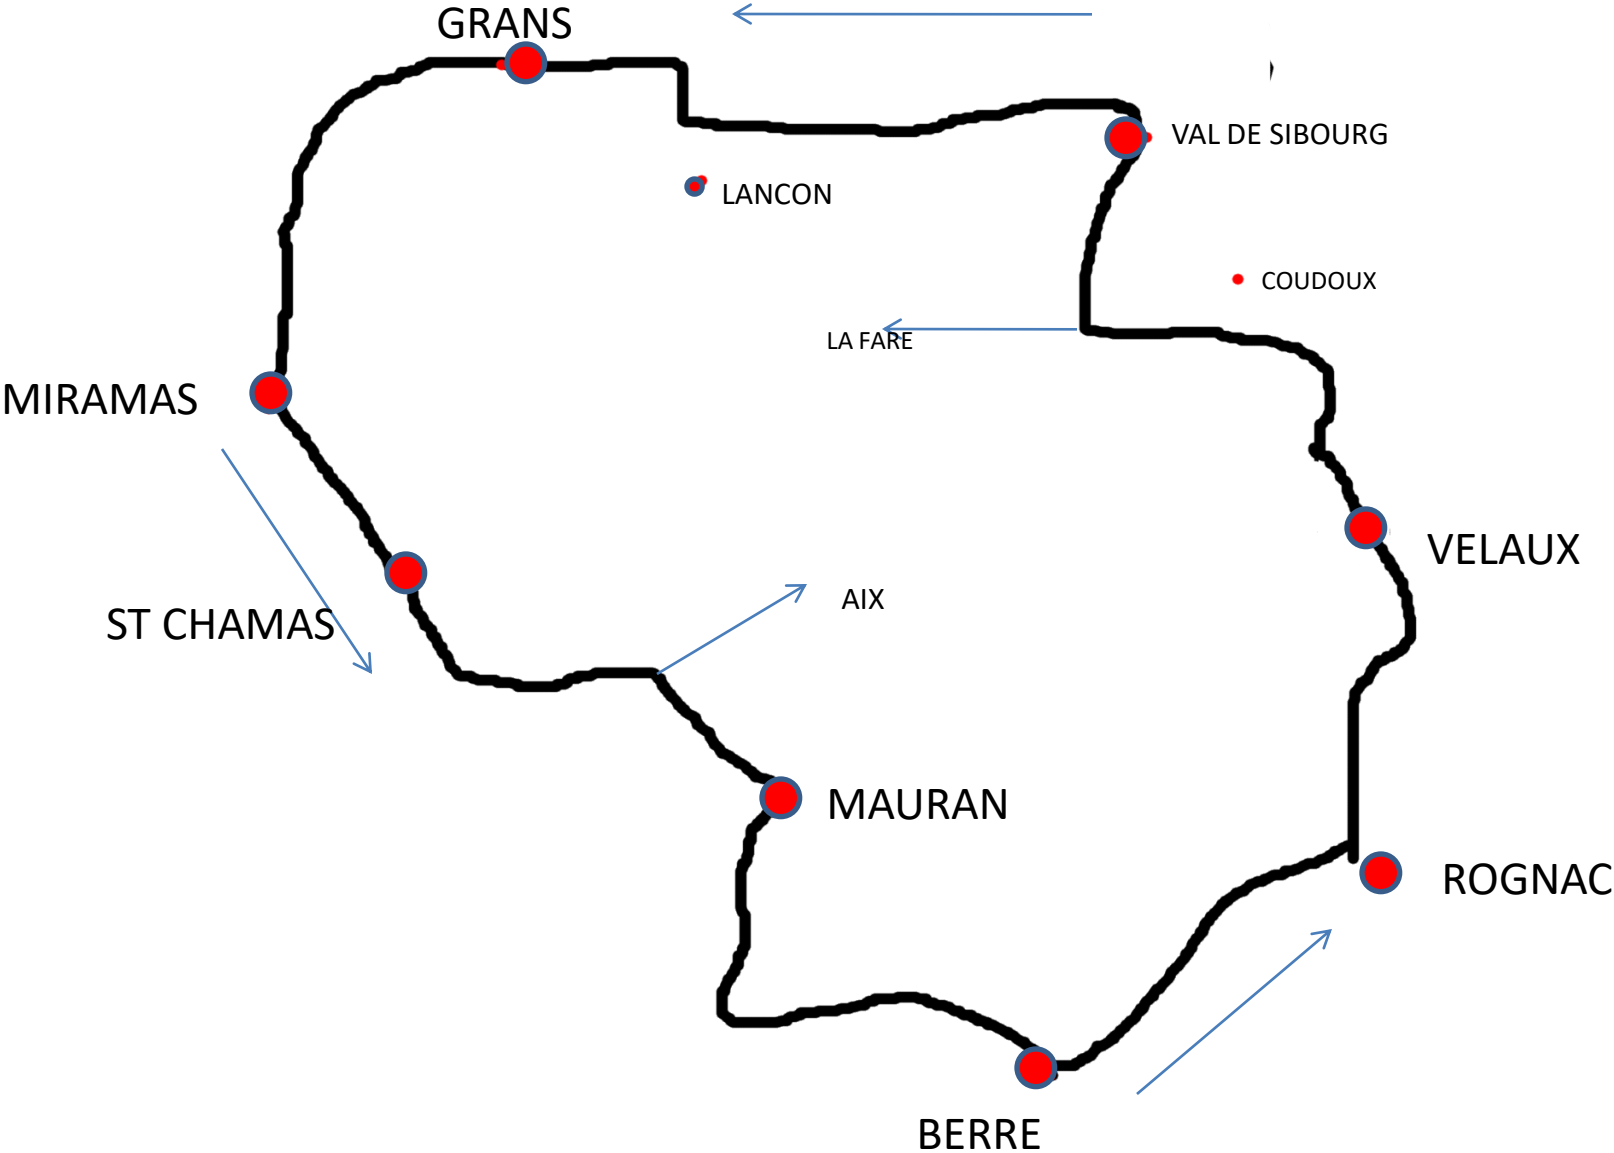 GRANS
VAL DE SIBOURG
LANCON
COUDOUX
LA FARE
MIRAMAS
VELAUX
AIX
ST CHAMAS
MAURAN
ROGNAC
BERRE